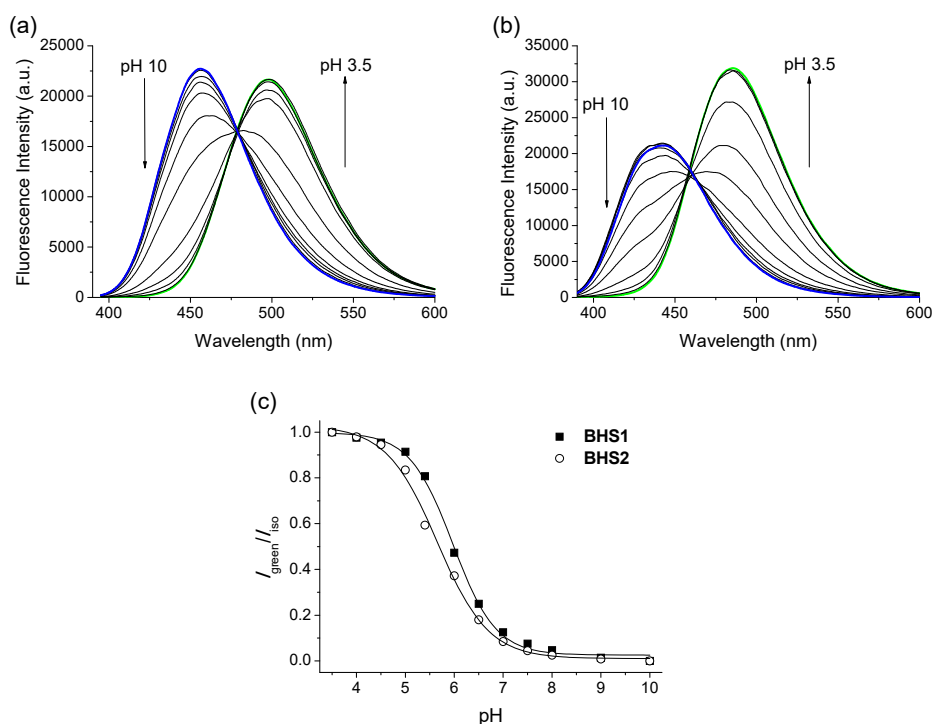 (a)
25000
20000
15000
10000
5000
0
Fluorescence Intensity (a.u.)
pH 10
pH 3.5
400 450 500 550 600
Wavelength (nm)
(b)
35000
30000
25000
20000
15000
10000
5000
0
Fluorescence Intensity (a.u.)
pH 10
pH 3.5
400 450 500 550 600
Wavelength (nm)
(c)
1.0
0.8
0.6
0.4
0.2
0.0
Igreen/Iiso
BHS1
BHS2
4 5 6 7 8 9 10
pH